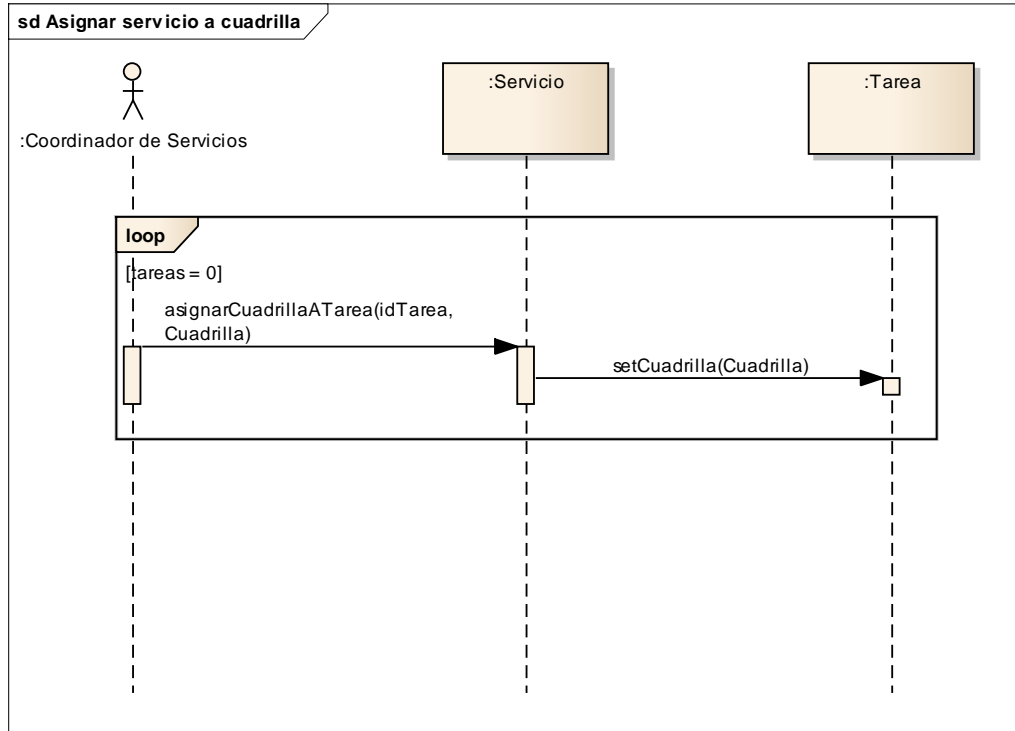 sd Asignar servicio a cuadrilla
:Coordinador de Servicios
:Servicio
:Tarea
loop
[tareas = 0]
asignarCuadrillaATarea(idTarea,
Cuadrilla)
setCuadrilla(Cuadrilla)